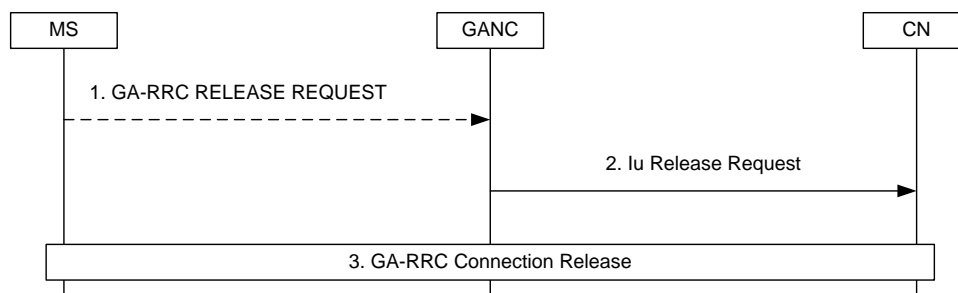 MS GANC CN
1. GA-RRC RELEASE REQUEST
2. Iu Release Request
3. GA-RRC Connection Release